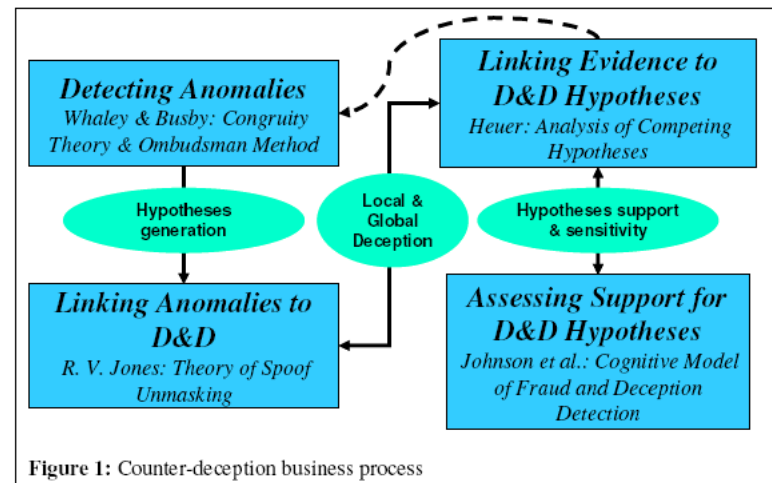 Detecting Anomalies
Whaley & Busby: Congruity
Theory & Ombudsman Method
Linking Evidence to
D&D Hypotheses
Heuer: Analysis of Competing
Hypotheses
Hypotheses
generation
Local &
Global
Deception
Hypotheses support
& sensitivity
Linking Anomalies to
D&D
R. V. Jones: Theory of Spoof
Unmasking
Assessing Support for
D&D Hypotheses
Johnson et al.: Cognitive Model
of Fraud and Deception
Detection
Figure 1: Counter-deception business process